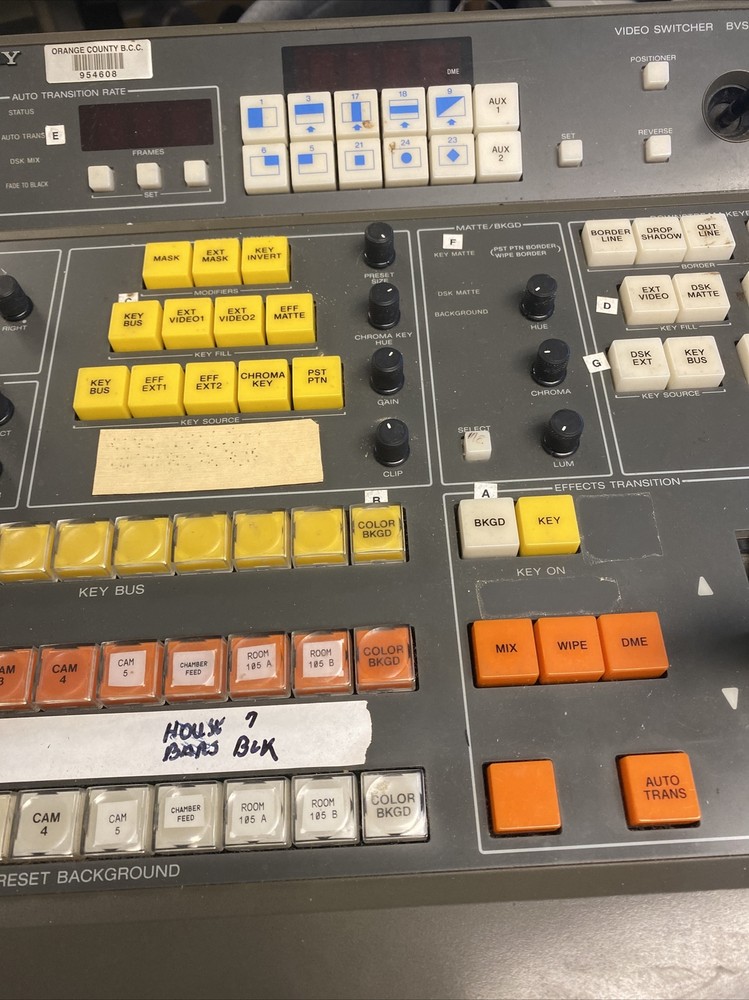 Y
VIDEO SWITCHER BVS
ORANGE COUNTY B.C.C.
954608
DME
POSITIONER
AUTO TRANSITION RATE
STATUS
AUTO TRANS
E
DSK MIX
FADE TO BLACK
FRAMES
SET
1
3
17
18
9
AUX
1
6
5
21
24
23
AUX
2
SET
REVERSE
MASK
EXT
MASK
KEY
INVERT
MODIFIERS
PRESET
SIZE
RIGHT
KEY
BUS
EXT
VIDEO1
EXT
VIDEO2
EFF
MATTE
KEY FILL
CHROMA KEY
HUE
KEY
BUS
EFF
EXT1
EFF
EXT2
CHROMA
KEY
PST
PTN
KEY SOURCE
GAIN
CLIP
MATTE/BKGD
F
KEY MATTE
(PST PTN BORDER)
WIPE BORDER
DSK MATTE
BACKGROUND
HUE
CHROMA
SELECT
LUM
BORDER
LINE
DROP
SHADOW
OUT
LINE
BORDER
D
EXT
VIDEO
DSK
MATTE
KEY FILL
G
DSK
EXT
KEY
BUS
KEY SOURCE
B
COLOR
BKGD
KEY BUS
EFFECTS TRANSITION
A
BKGD
KEY
KEY ON
CAM
4
CAM
5
CHAMBER
FEED
ROOM
105 A
ROOM
105 B
COLOR
BKGD
MIX
WIPE
DME
HOUSE 7
BARS BLK
AUTO
TRANS
CAM
4
CAM
5
CHAMBER
FEED
ROOM
105 A
ROOM
105 B
COLOR
BKGD
RESET BACKGROUND